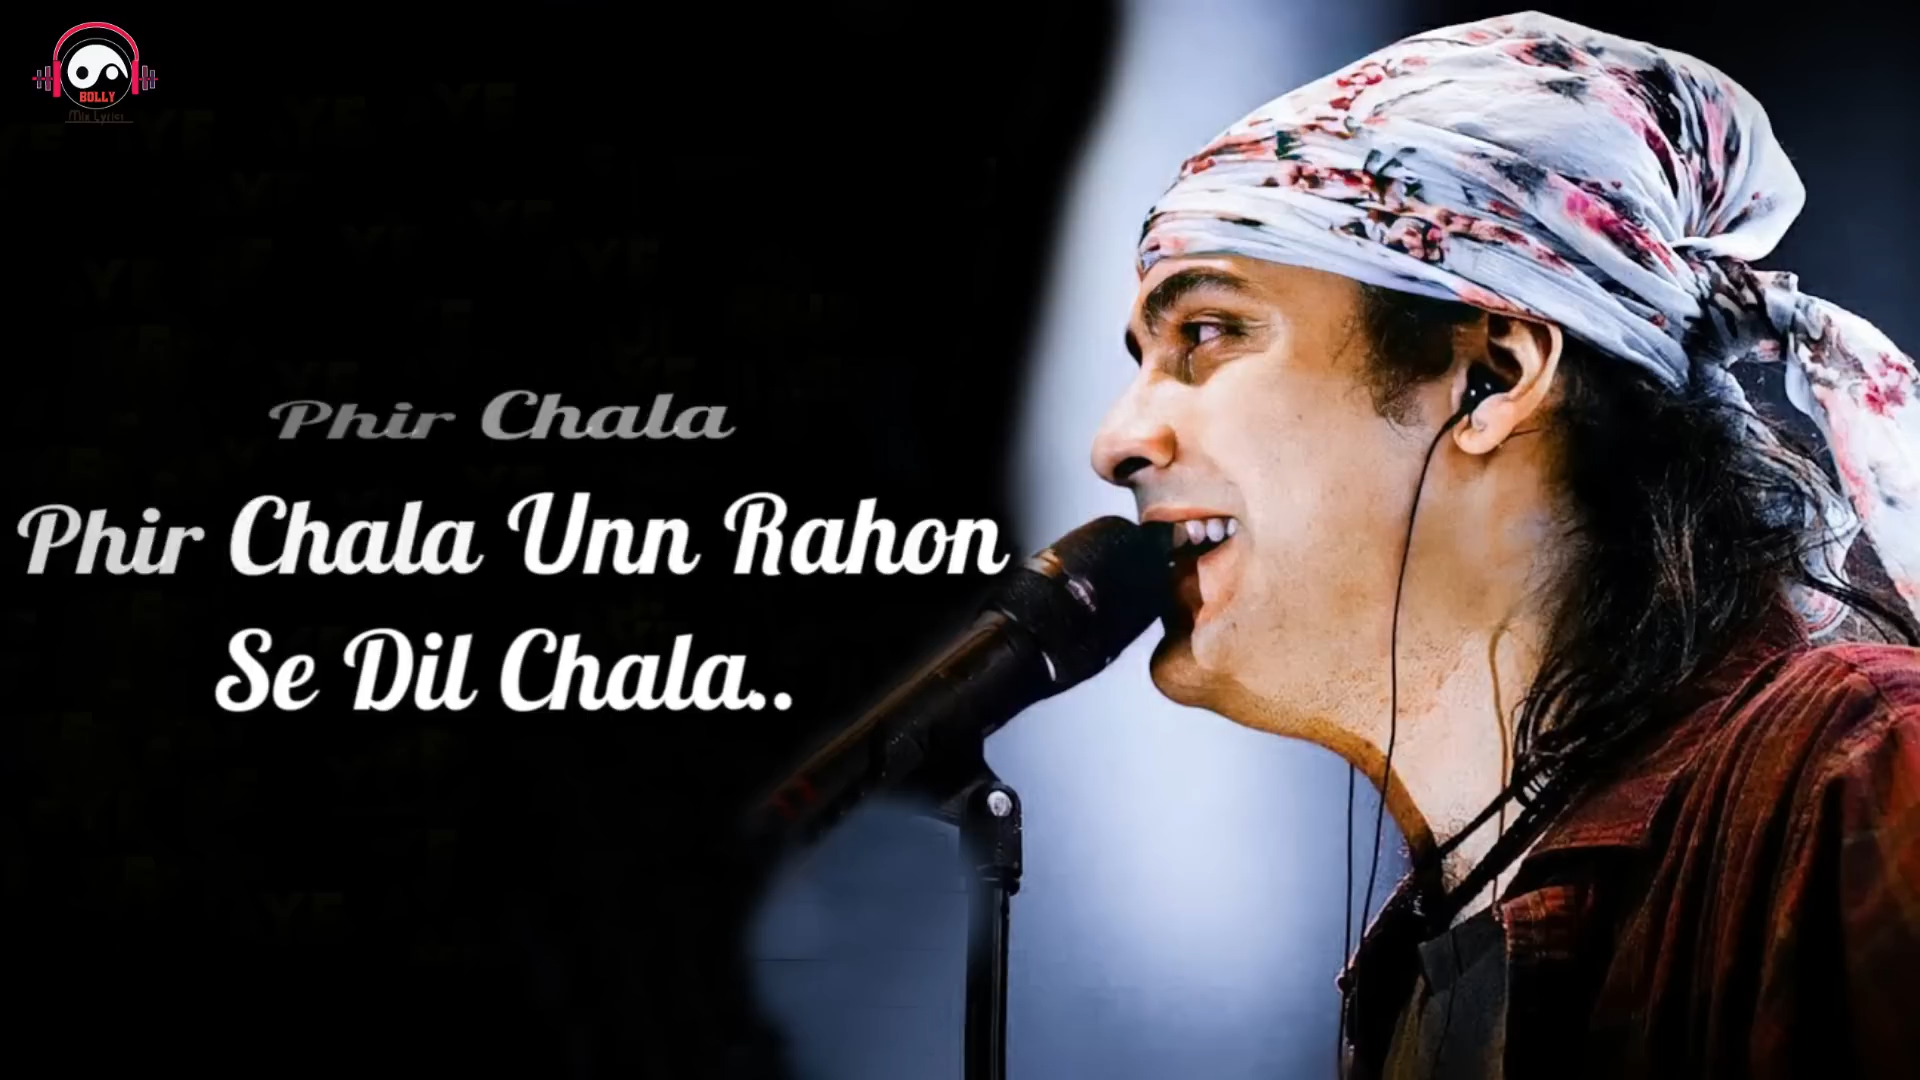 BOLLY
Mix Lyrics
Phir Chala
Phir Chala Unn Rahon
Se Dil Chala..